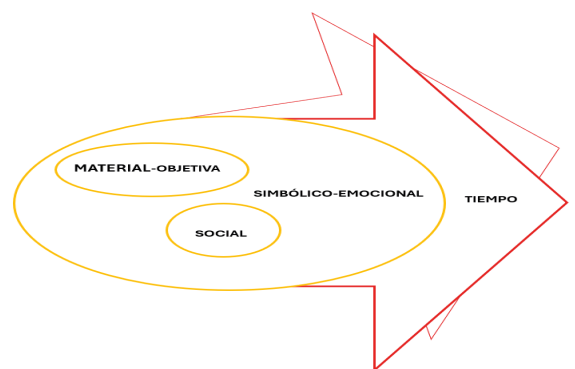 MATERIAL-OBJETIVA
SIMBÓLICO-EMOCIONAL
TIEMPO
SOCIAL